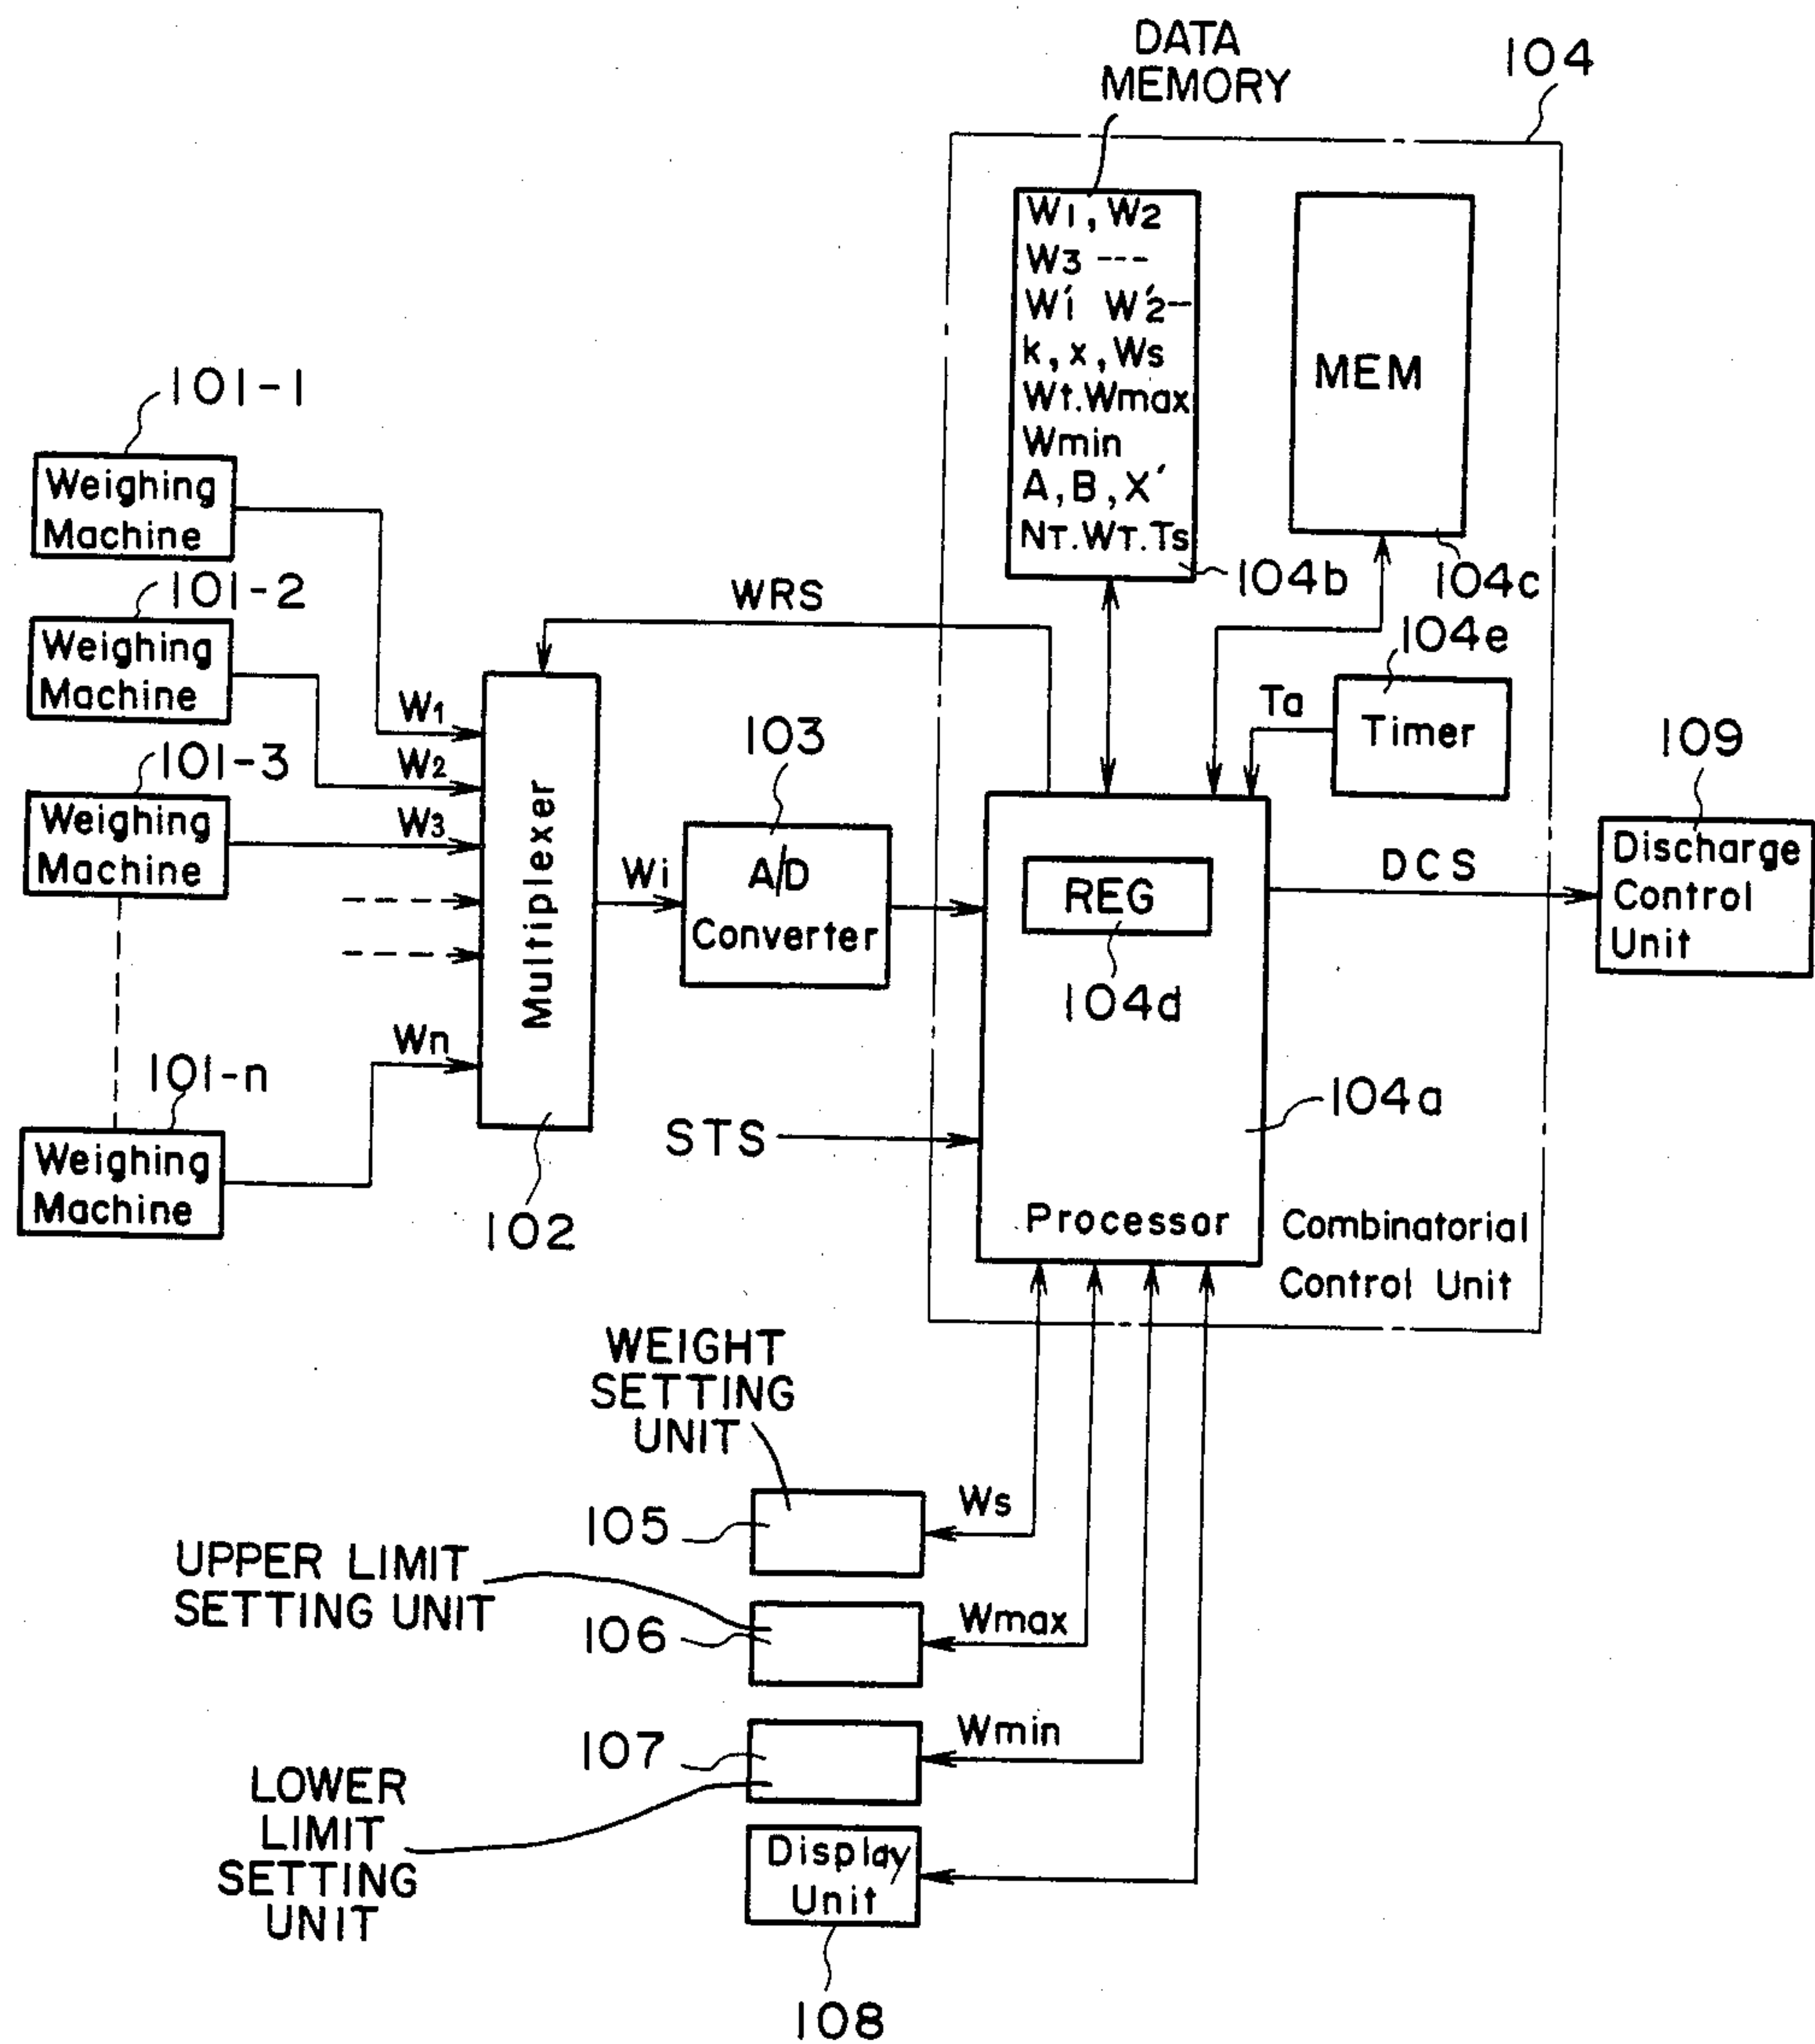 DATA
MEMORY
104
W1, W2
W3 ---
W'1 W'2-
k, x, Ws
Wt.Wmax
Wmin
A, B, X'
NT.WT.Ts
104b
MEM
104c
104e
Timer
Ta
WRS
101-1
Weighing
Machine
101-2
Weighing
Machine
101-3
Weighing
Machine
101-n
Weighing
Machine
W1
W2
W3
Wn
Multiplexer
102
Wi
103
A/D
Converter
REG
104d
104a
Processor
STS
DCS
109
Discharge
Control
Unit
Combinatorial
Control Unit
WEIGHT
SETTING
UNIT
105
Ws
UPPER LIMIT
SETTING UNIT
106
Wmax
107
Wmin
LOWER
LIMIT
SETTING
UNIT
Display
Unit
108